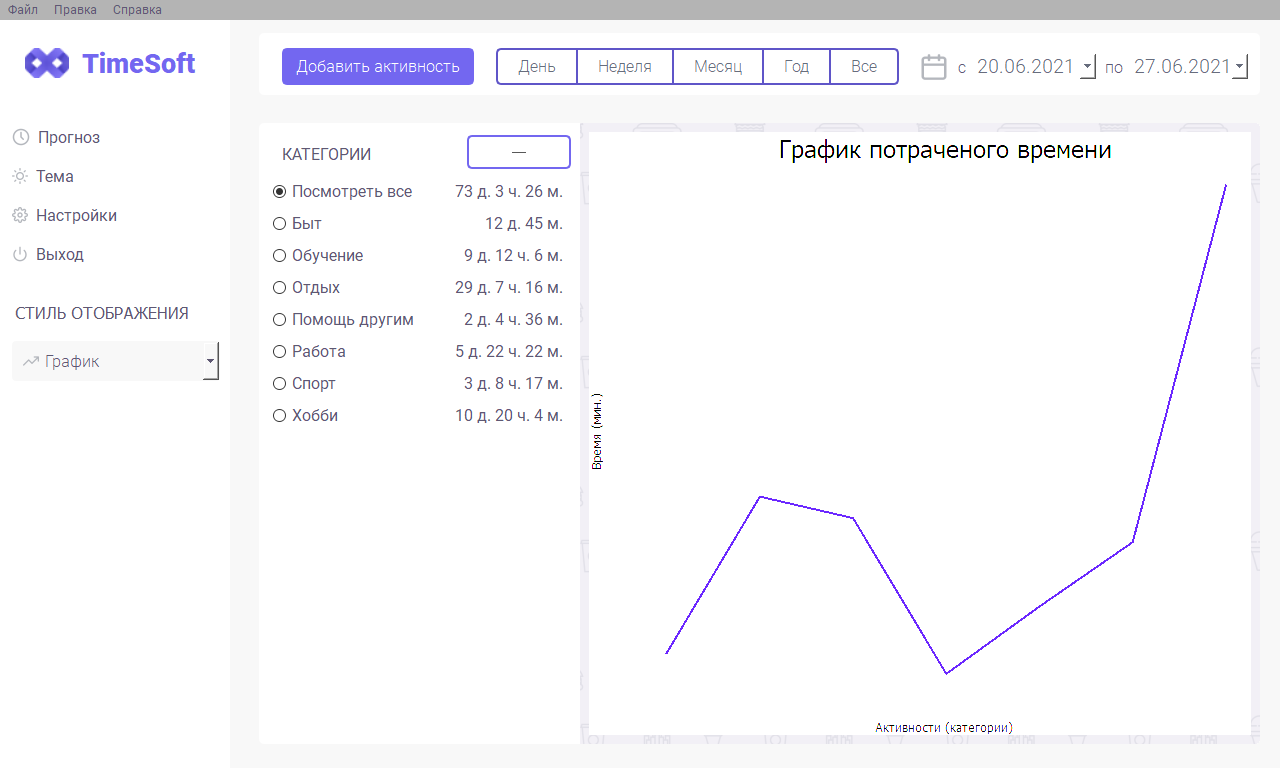 Файл Правка Справка
TimeSoft
Добавить активность День Неделя Месяц Год Все с 20.06.2021 по 27.06.2021
Прогноз
Тема
Настройки
Выход
СТИЛЬ ОТОБРАЖЕНИЯ
График
КАТЕГОРИИ —
Посмотреть все 73 д. 3 ч. 26 м.
Быт 12 д. 45 м.
Обучение 9 д. 12 ч. 6 м.
Отдых 29 д. 7 ч. 16 м.
Помощь другим 2 д. 4 ч. 36 м.
Работа 5 д. 22 ч. 22 м.
Спорт 3 д. 8 ч. 17 м.
Хобби 10 д. 20 ч. 4 м.
График потраченого времени
Время (мин.)
Активности (категории)